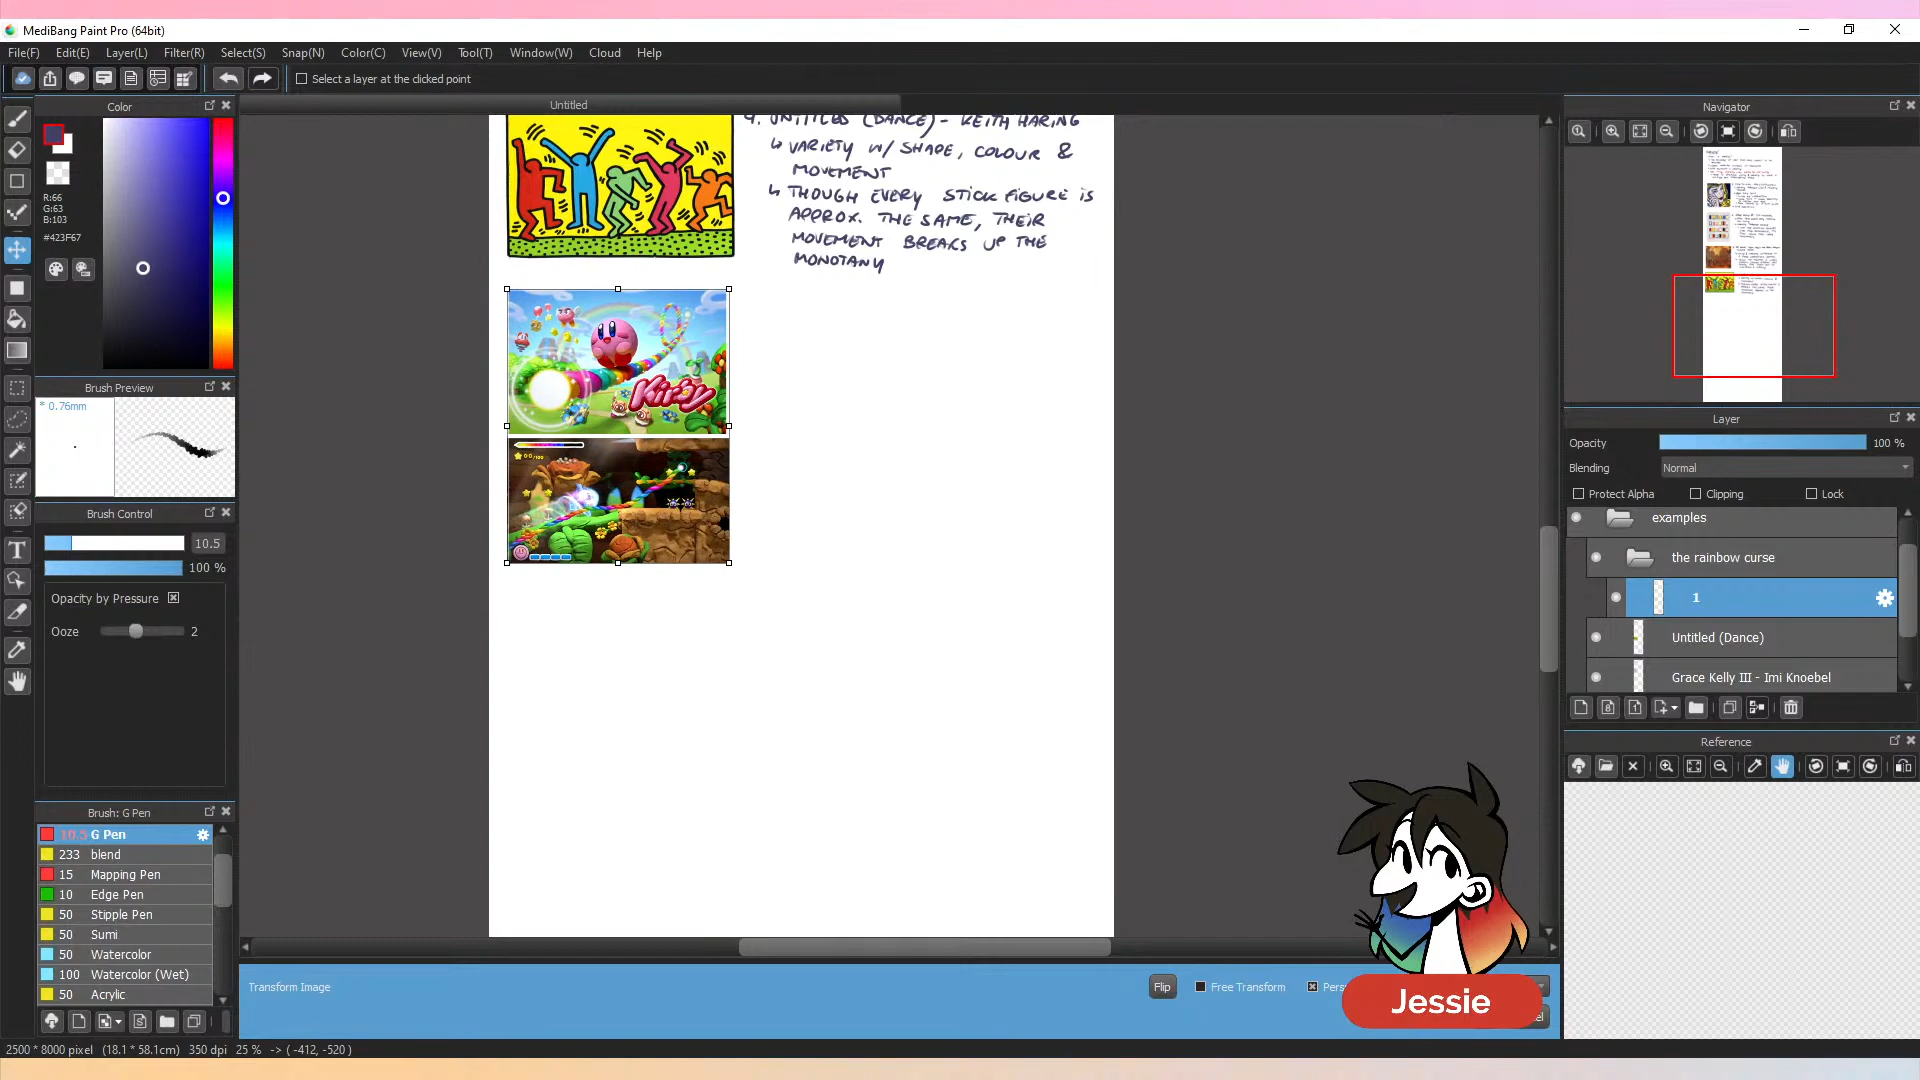 MediBang Paint Pro (64bit)
File(F) Edit(E) Layer(L) Filter(R) Select(S) Snap(N) Color(C) View(V) Tool(T) Window(W) Cloud Help
Select a layer at the clicked point
Color
Untitled
Navigator
R:66
G:63
B:103
#423F67
Brush Preview
* 0.76mm
Brush Control
10.5
100 %
Opacity by Pressure
Ooze 2
Brush: G Pen
10.5 G Pen
233 blend
15 Mapping Pen
10 Edge Pen
50 Stipple Pen
50 Sumi
50 Watercolor
100 Watercolor (Wet)
50 Acrylic
4. UNTITLED (DANCE) - KEITH HARING
↳ VARIETY W/ SHAPE, COLOUR &
MOVEMENT
↳ THOUGH EVERY STICK FIGURE IS
APPROX. THE SAME, THEIR
MOVEMENT BREAKS UP THE
MONOTANY
Kirby
Layer
Opacity 100 %
Blending Normal
Protect Alpha Clipping Lock
examples
the rainbow curse
1
Untitled (Dance)
Grace Kelly III - Imi Knoebel
Reference
Transform Image
Flip Free Transform Pers
Jessie
2500 * 8000 pixel (18.1 * 58.1cm) 350 dpi 25 % -> ( -412, -520 )